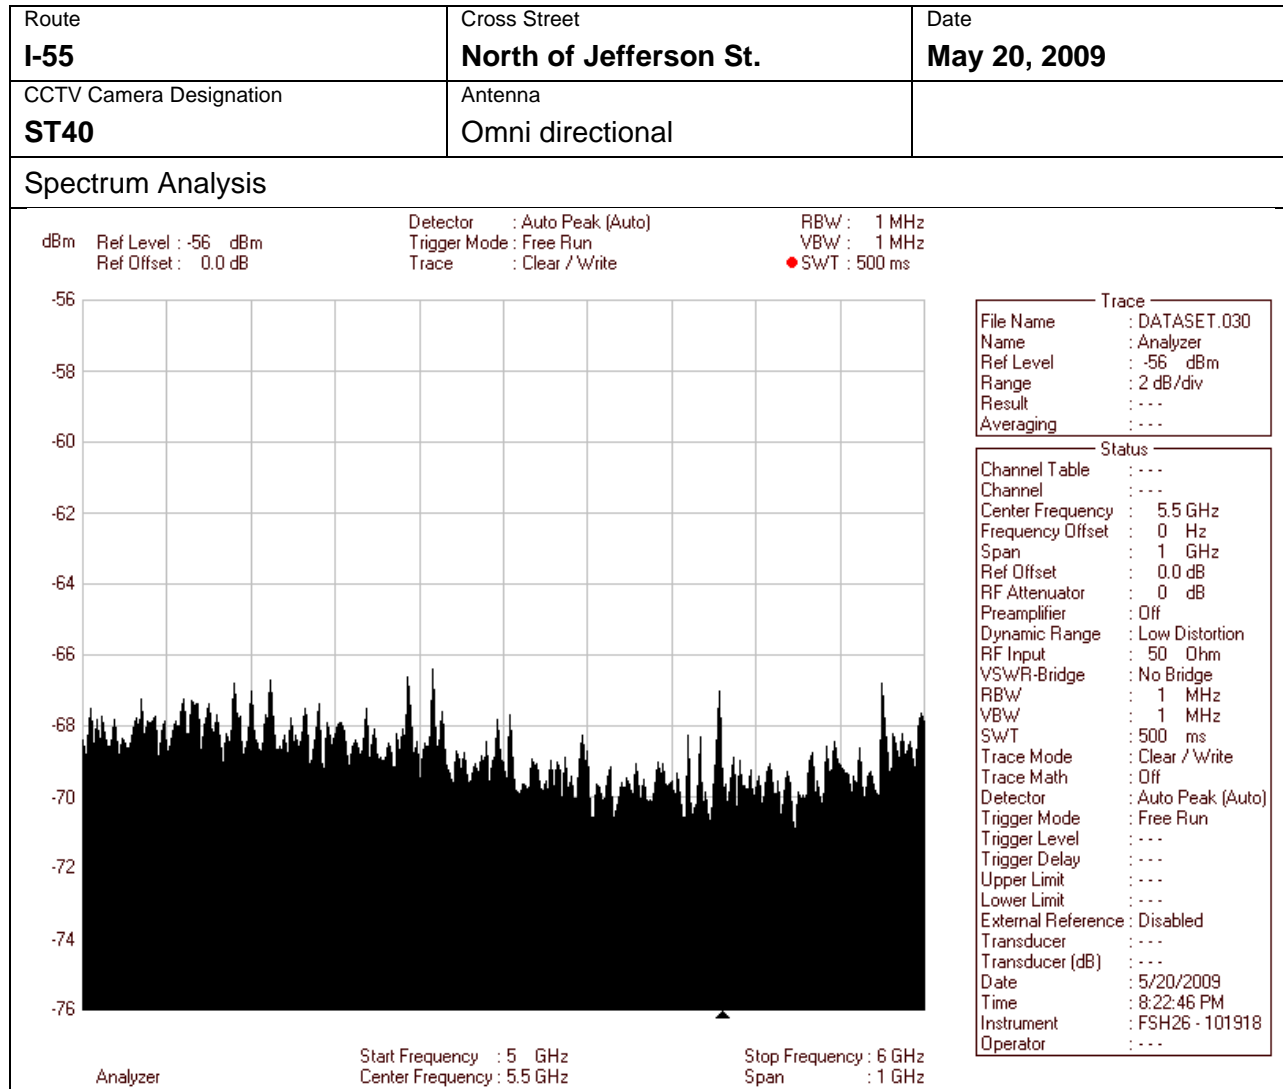 Route
Cross Street
Date
I-55
North of Jefferson St.
May 20, 2009
CCTV Camera Designation
Antenna
ST40
Omni directional
Spectrum Analysis
dBm Ref Level : -56 dBm
Ref Offset : 0.0 dB
Detector : Auto Peak (Auto)
Trigger Mode : Free Run
Trace : Clear / Write
RBW : 1 MHz
VBW : 1 MHz
SWT : 500 ms
-56
-58
-60
-62
-64
-66
-68
-70
-72
-74
-76
Trace
File Name : DATASET.030
Name : Analyzer
Ref Level : -56 dBm
Range : 2 dB/div
Result : - - -
Averaging : - - -
Status
Channel Table : - - -
Channel : - - -
Center Frequency : 5.5 GHz
Frequency Offset : 0 Hz
Span : 1 GHz
Ref Offset : 0.0 dB
RF Attenuator : 0 dB
Preamplifier : Off
Dynamic Range : Low Distortion
RF Input : 50 Ohm
VSWR-Bridge : No Bridge
RBW : 1 MHz
VBW : 1 MHz
SWT : 500 ms
Trace Mode : Clear / Write
Trace Math : Off
Detector : Auto Peak (Auto)
Trigger Mode : Free Run
Trigger Level : - - -
Trigger Delay : - - -
Upper Limit : - - -
Lower Limit : - - -
External Reference : Disabled
Transducer : - - -
Transducer (dB) : - - -
Date : 5/20/2009
Time : 8:22:46 PM
Instrument : FSH26 - 101918
Operator : - - -
Start Frequency : 5 GHz
Stop Frequency : 6 GHz
Analyzer
Center Frequency : 5.5 GHz
Span : 1 GHz